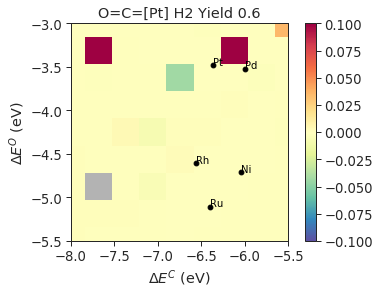 O=C=[Pt] H2 Yield 0.6
−3.0
−3.5
−4.0
−4.5
−5.0
−5.5
ΔE^O (eV)
Pt
Pd
Rh
Ni
Ru
−8.0 −7.5 −7.0 −6.5 −6.0 −5.5
ΔE^C (eV)
0.100
0.075
0.050
0.025
0.000
−0.025
−0.050
−0.075
−0.100